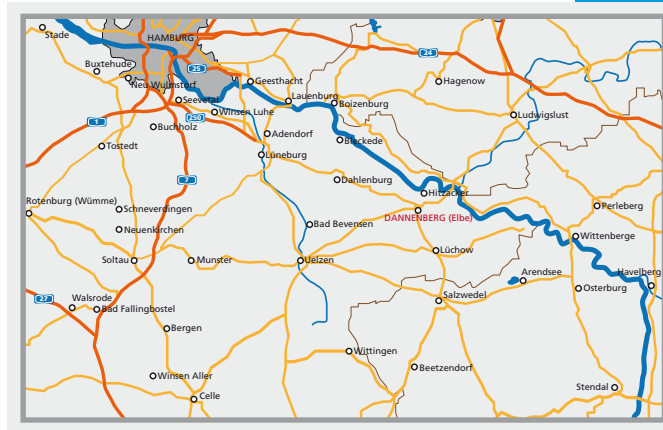 Stade
HAMBURG
24
Buxtehude
25
Neu Wulmstorf
Geesthacht
Hagenow
Seevetal
Lauenburg
Boizenburg
Winsen Luhe
Ludwigslust
1
250
Buchholz
Adendorf
Bleckede
Tostedt
Lüneburg
7
Dahlenburg
Hitzacker
Rotenburg (Wümme)
Schneverdingen
DANNENBERG (Elbe)
Perleberg
Neuenkirchen
Bad Bevensen
Wittenberge
Lüchow
Soltau
Munster
Uelzen
Arendsee
Havelberg
Osterburg
27
Walsrode
Salzwedel
Bad Fallingbostel
Bergen
Wittingen
Beetzendorf
Winsen Aller
Stendal
Celle